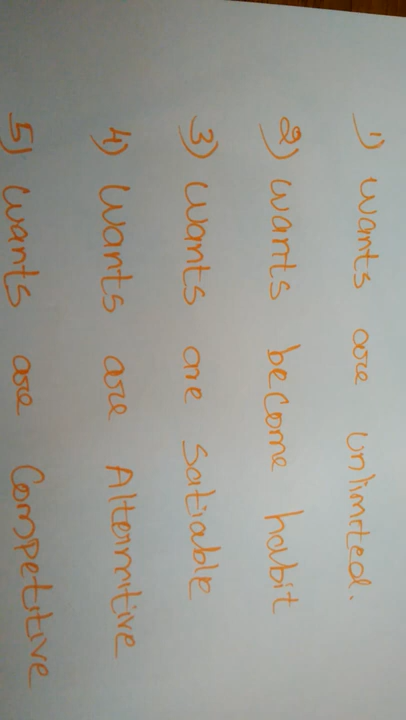 1) Wants are Unlimited.
2) Wants become habit
3) Wants are Satiable
4) Wants are Alternitive
5) Wants are Competitive